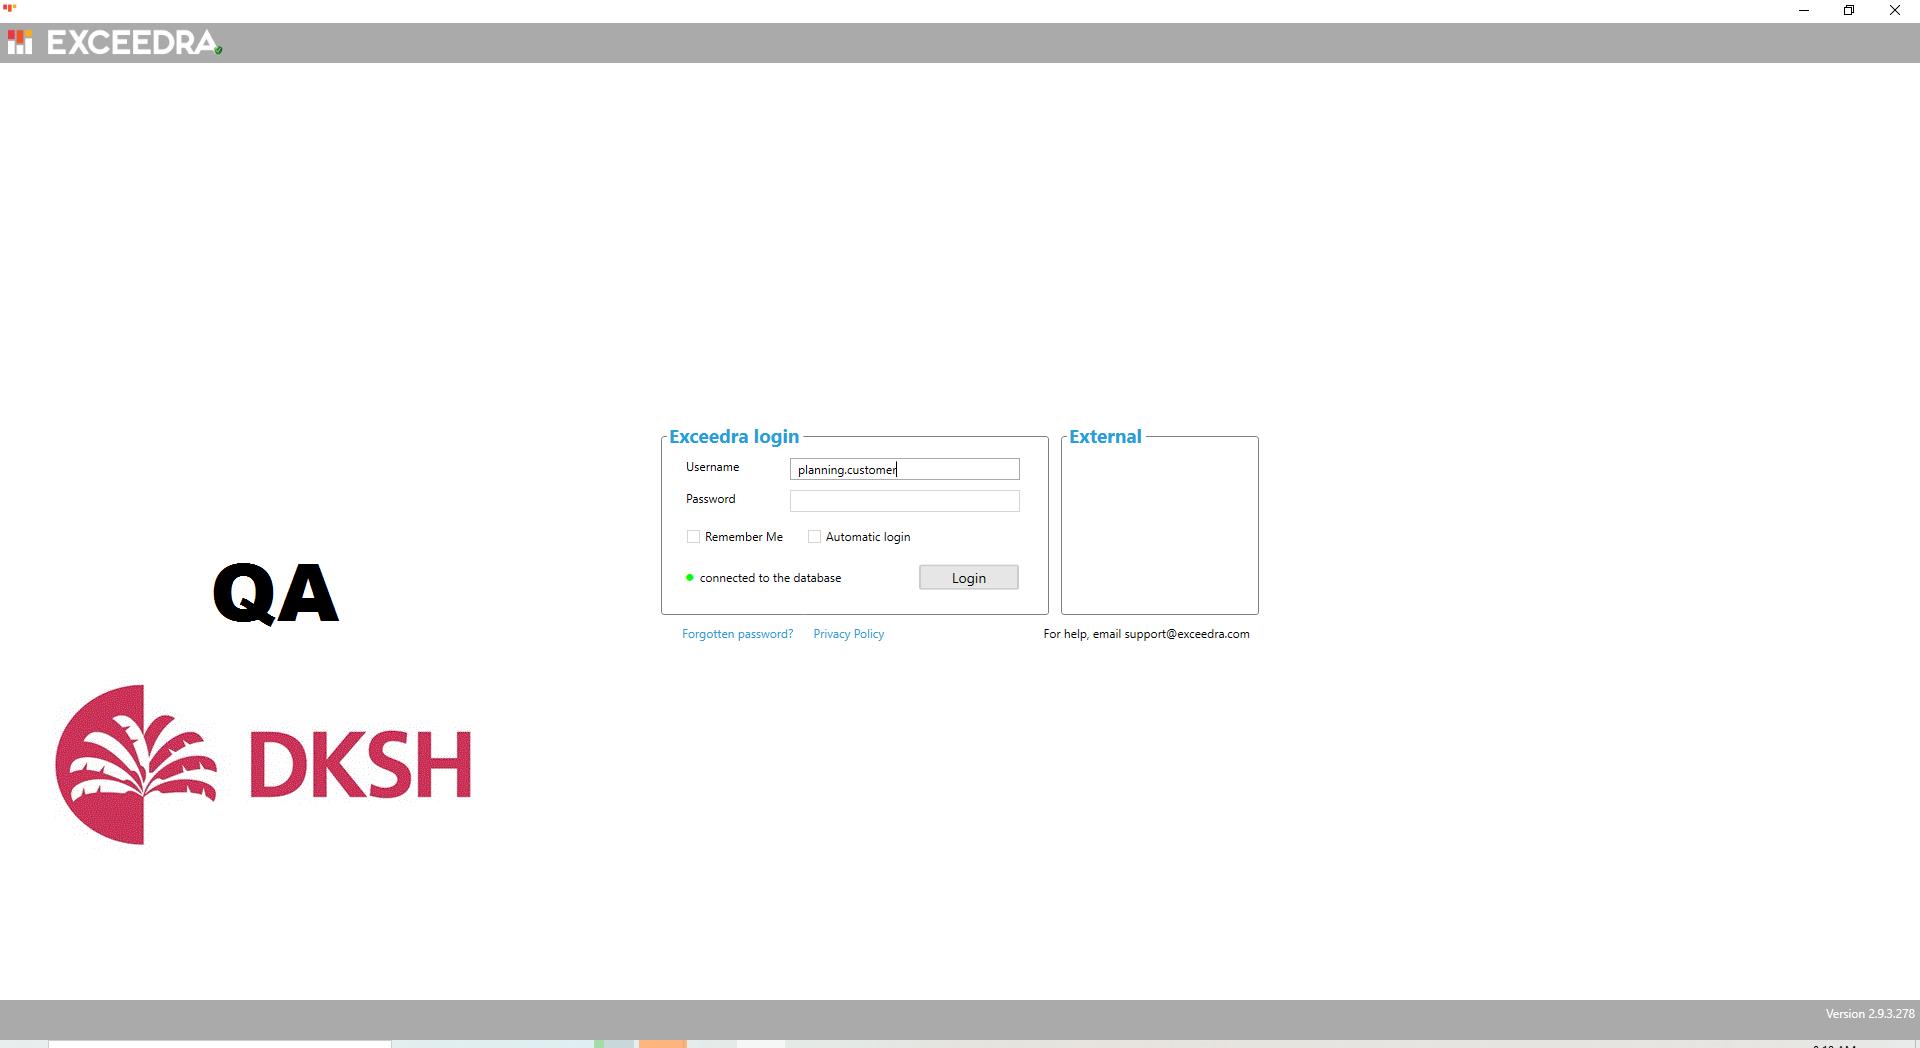 EXCEEDRA
Exceedra login
External
Username
planning.customer
Password
Remember Me
Automatic login
connected to the database
Login
Forgotten password?
Privacy Policy
For help, email support@exceedra.com
QA
DKSH
Version 2.9.3.278